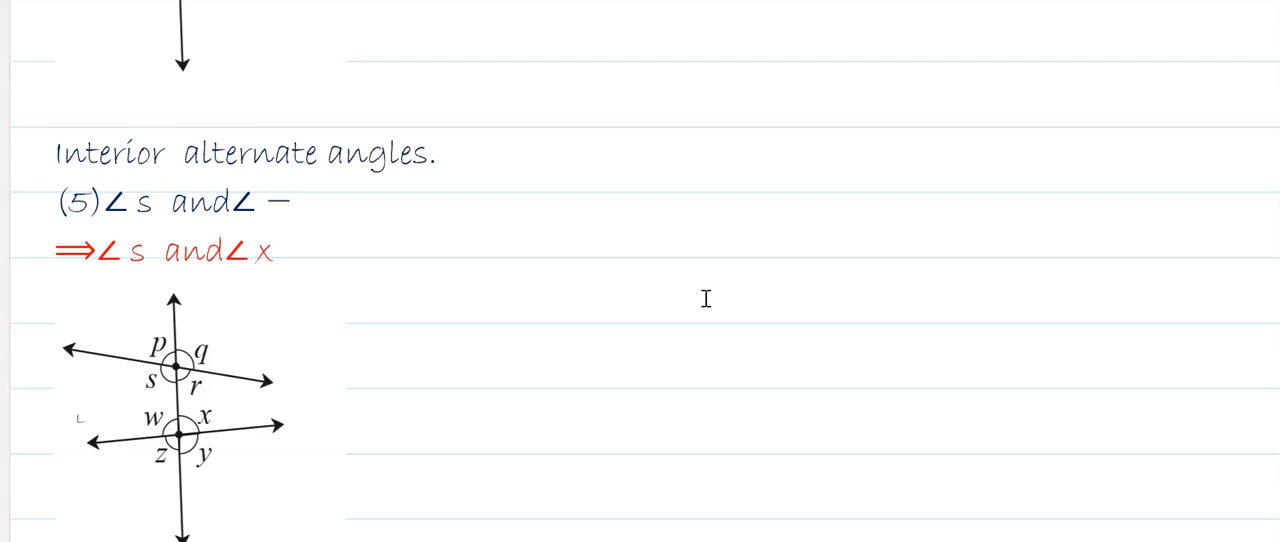 Interior alternate angles.
(5)∠ s and∠ —
⟹∠ s and∠ x
p q
s r
w x
z y